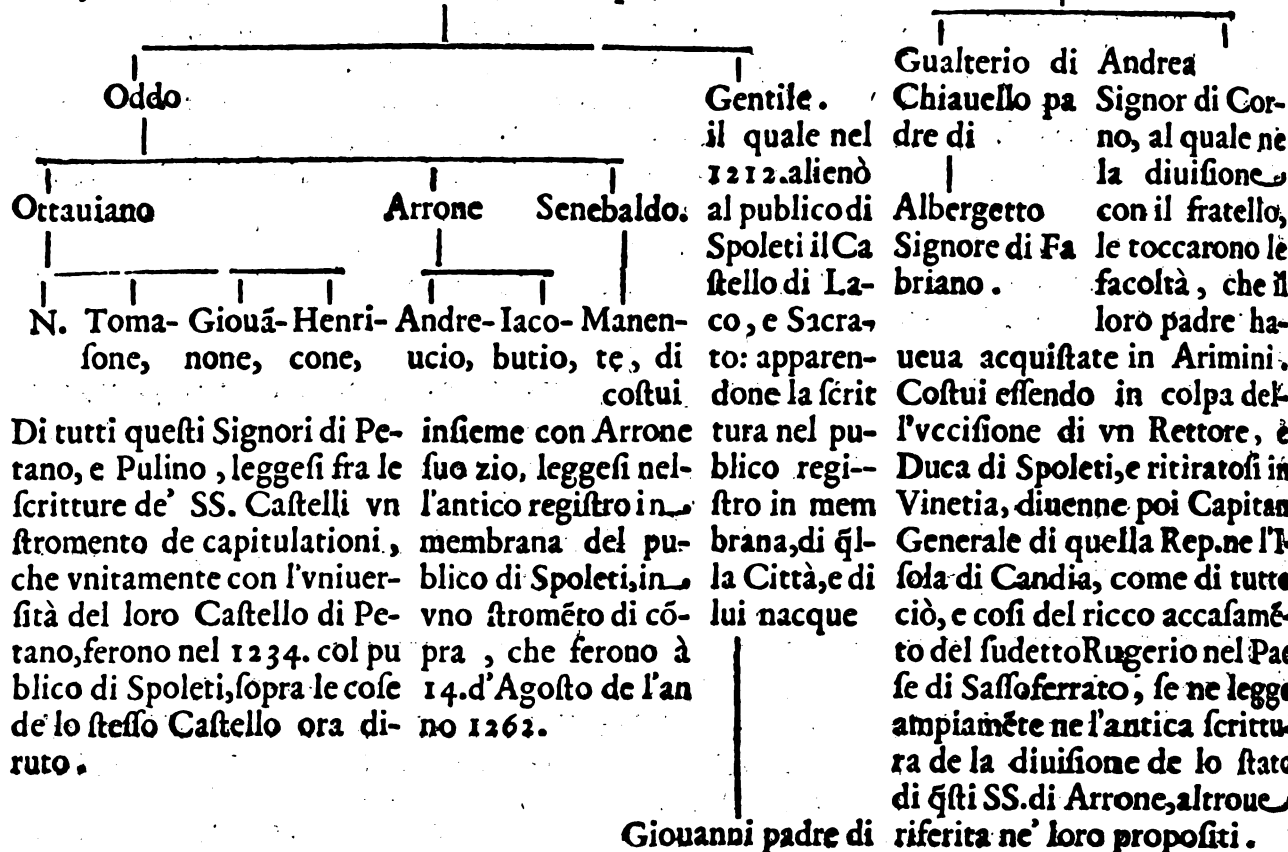 Oddo
Ottauiano Arrone Senebaldo.
N. Toma- Giouã- Henri- Andre- Iaco- Manen-
ſone, none, cone, ucio, butio, te, di
coſtui
Di tutti queſti Signori di Pe-
tano, e Pulino, leggeſi fra le
ſcritture de' SS. Caſtelli vn
ſtromento de capitulationi,
che vnitamente con l'vniuer-
ſità del loro Caſtello di Pe-
tano, ferono nel 1234. col pu
blico di Spoleti, ſopra le coſe
de lo ſteſſo Caſtello ora di-
ruto.
inſieme con Arrone
ſuo zio, leggeſi nel-
l'antico regiſtro in
membrana del pu-
blico di Spoleti, in
vno ſtromẽto di cõ-
pra, che ferono à
14. d'Agoſto de l'an
no 1262.
Gentile.
il quale nel
1212. alienò
al publico di
Spoleti il Ca
ſtello di La-
co, e Sacra-
to: apparen-
done la ſcrit
tura nel pu-
blico regi--
ſtro in mem
brana, di q̃l-
la Città, e di
lui nacque
Giouanni padre di
Gualterio di
Chiauello pa
dre di
Albergetto
Signore di Fa
briano.
Andrea
Signor di Cor-
no, al quale ne
la diuiſione
con il fratello,
le toccarono le
facoltà, che il
loro padre ha-
ueua acquiſtate in Arimini.
Coſtui eſſendo in colpa del-
l'vcciſione di vn Rettore, e
Duca di Spoleti, e ritiratoſi in
Vinetia, diuenne poi Capitan
Generale di quella Rep. ne l'I-
ſola di Candia, come di tutto
ciò, e coſi del ricco accaſamẽ-
to del ſudetto Rugerio nel Pae
ſe di Saſſoferrato, ſe ne legge
ampiamẽte ne l'antica ſcrittu-
ra de la diuiſione de lo ſtato
di q̃ſti SS. di Arrone, altroue
riferita ne' loro propoſiti.